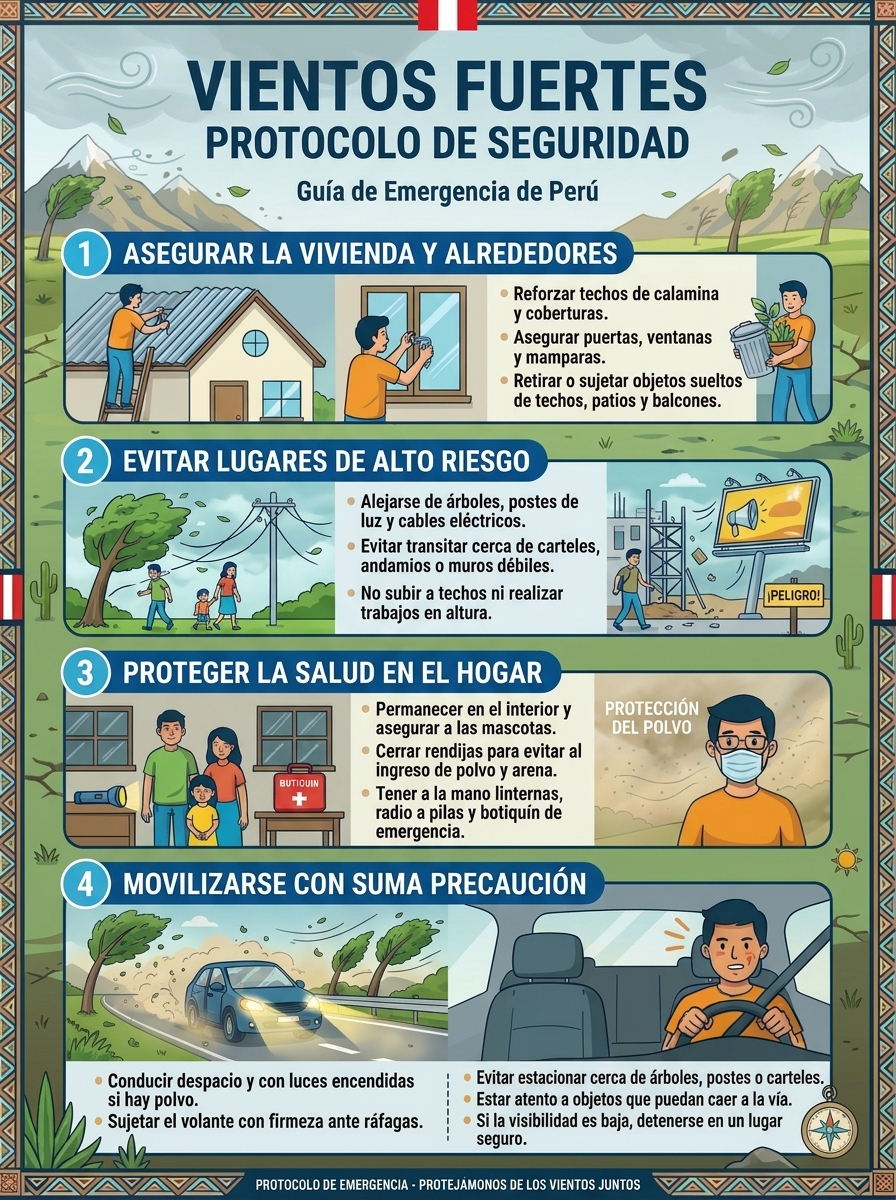 VIENTOS FUERTES
PROTOCOLO DE SEGURIDAD
Guía de Emergencia de Perú
1 ASEGURAR LA VIVIENDA Y ALREDEDORES
• Reforzar techos de calamina
y coberturas.
• Asegurar puertas, ventanas
y mamparas.
• Retirar o sujetar objetos sueltos
de techos, patios y balcones.
2 EVITAR LUGARES DE ALTO RIESGO
• Alejarse de árboles, postes de
luz y cables eléctricos.
• Evitar transitar cerca de carteles,
andamios o muros débiles.
• No subir a techos ni realizar
trabajos en altura.
¡PELIGRO!
3 PROTEGER LA SALUD EN EL HOGAR
BUTIQUIN
• Permanecer en el interior y
asegurar a las mascotas.
• Cerrar rendijas para evitar al
ingreso de polvo y arena.
• Tener a la mano linternas,
radio a pilas y botiquín de
emergencia.
PROTECCIÓN
DEL POLVO
4 MOVILIZARSE CON SUMA PRECAUCIÓN
• Conducir despacio y con luces encendidas
si hay polvo.
• Sujetar el volante con firmeza ante ráfagas.
• Evitar estacionar cerca de árboles, postes o carteles.
• Estar atento a objetos que puedan caer a la vía.
• Si la visibilidad es baja, detenerse en un lugar
seguro.
PROTOCOLO DE EMERGENCIA - PROTEJÁMONOS DE LOS VIENTOS JUNTOS